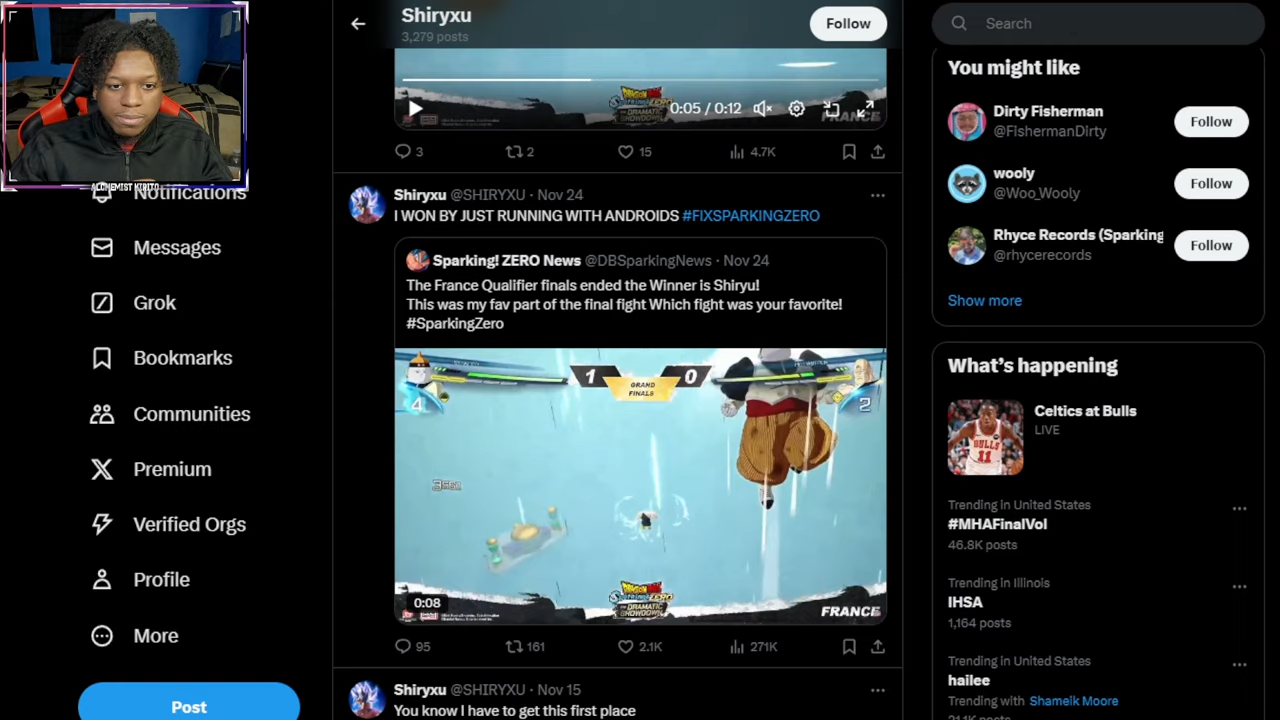 Shiryxu
3,279 posts
Follow
Search
0:05 / 0:12
FRANCE
3
2
15
4.7K
ALCHEMIST KIRITO
Notifications
Messages
Grok
Bookmarks
Communities
Premium
Verified Orgs
Profile
More
Post
Shiryxu @SHIRYXU · Nov 24
I WON BY JUST RUNNING WITH ANDROIDS #FIXSPARKINGZERO
Sparking! ZERO News @DBSparkingNews · Nov 24
The France Qualifier finals ended the Winner is Shiryu!
This was my fav part of the final fight Which fight was your favorite!
#SparkingZero
1
0
GRAND
FINALS
4
2
0:08
FRANCE
95
161
2.1K
271K
Shiryxu @SHIRYXU · Nov 15
You know I have to get this first place
You might like
Dirty Fisherman
@FishermanDirty
Follow
wooly
@Woo_Wooly
Follow
Rhyce Records (Sparking
@rhycerecords
Follow
Show more
What's happening
Celtics at Bulls
LIVE
BULLS
11
Trending in United States
#MHAFinalVol
46.8K posts
Trending in Illinois
IHSA
1,164 posts
Trending in United States
hailee
Trending with Shameik Moore